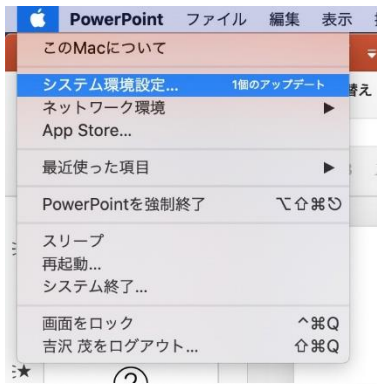 PowerPoint ファイル 編集 表示
このMacについて
システム環境設定... 1個のアップデート
替え
ネットワーク環境
App Store...
最近使った項目
PowerPointを強制終了 ⌥⇧⌘⎋
スリープ
再起動...
システム終了...
画面をロック ^⌘Q
吉沢 茂をログアウト... ⇧⌘Q
★
②